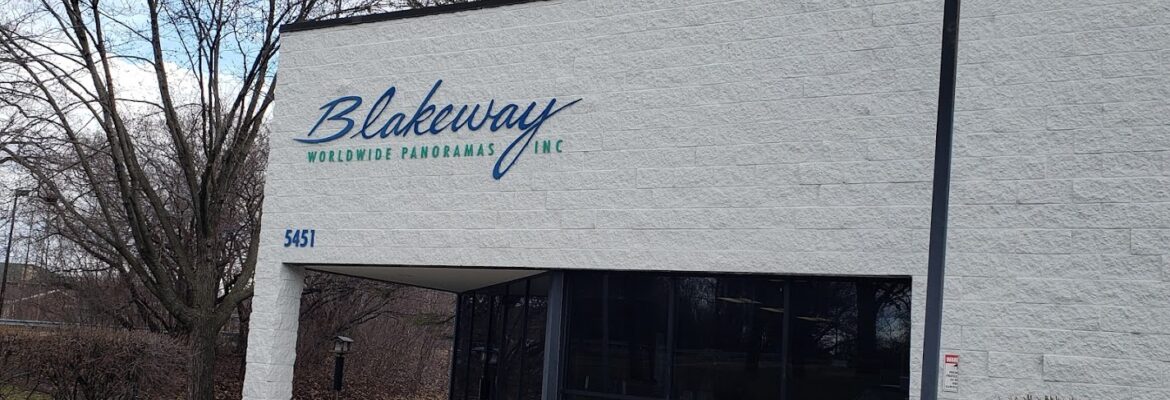 Blakeway
WORLDWIDE PANORAMAS INC
5451